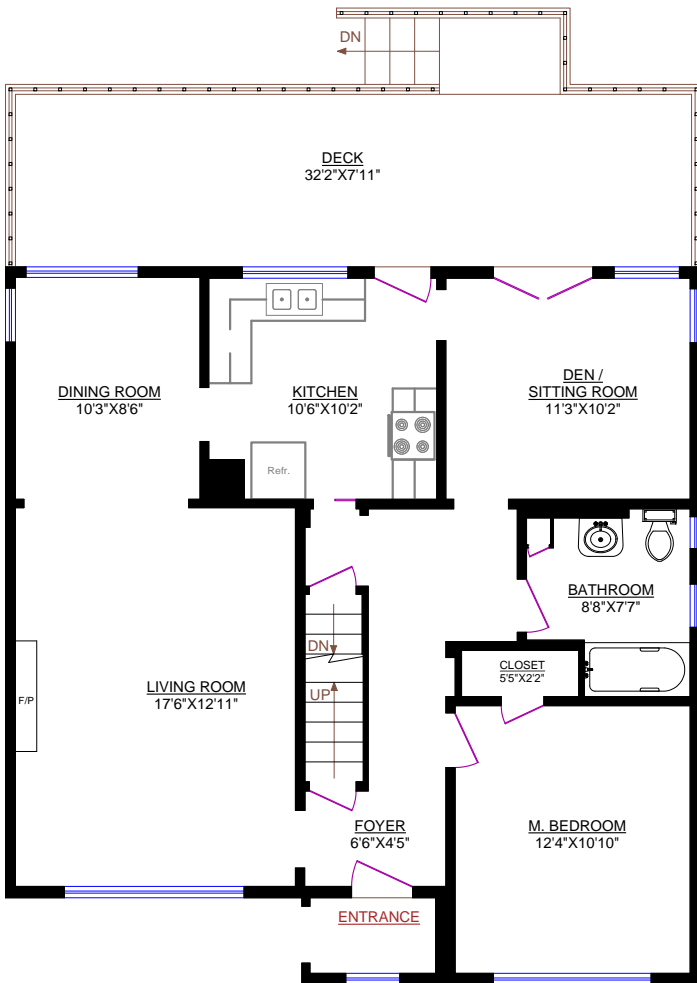 DN
DECK
32'2"X7'11"
DINING ROOM
10'3"X8'6"
KITCHEN
10'6"X10'2"
DEN /
SITTING ROOM
11'3"X10'2"
Refr.
BATHROOM
8'8"X7'7"
DN
CLOSET
5'5"X2'2"
UP
F/P
LIVING ROOM
17'6"X12'11"
FOYER
6'6"X4'5"
M. BEDROOM
12'4"X10'10"
ENTRANCE